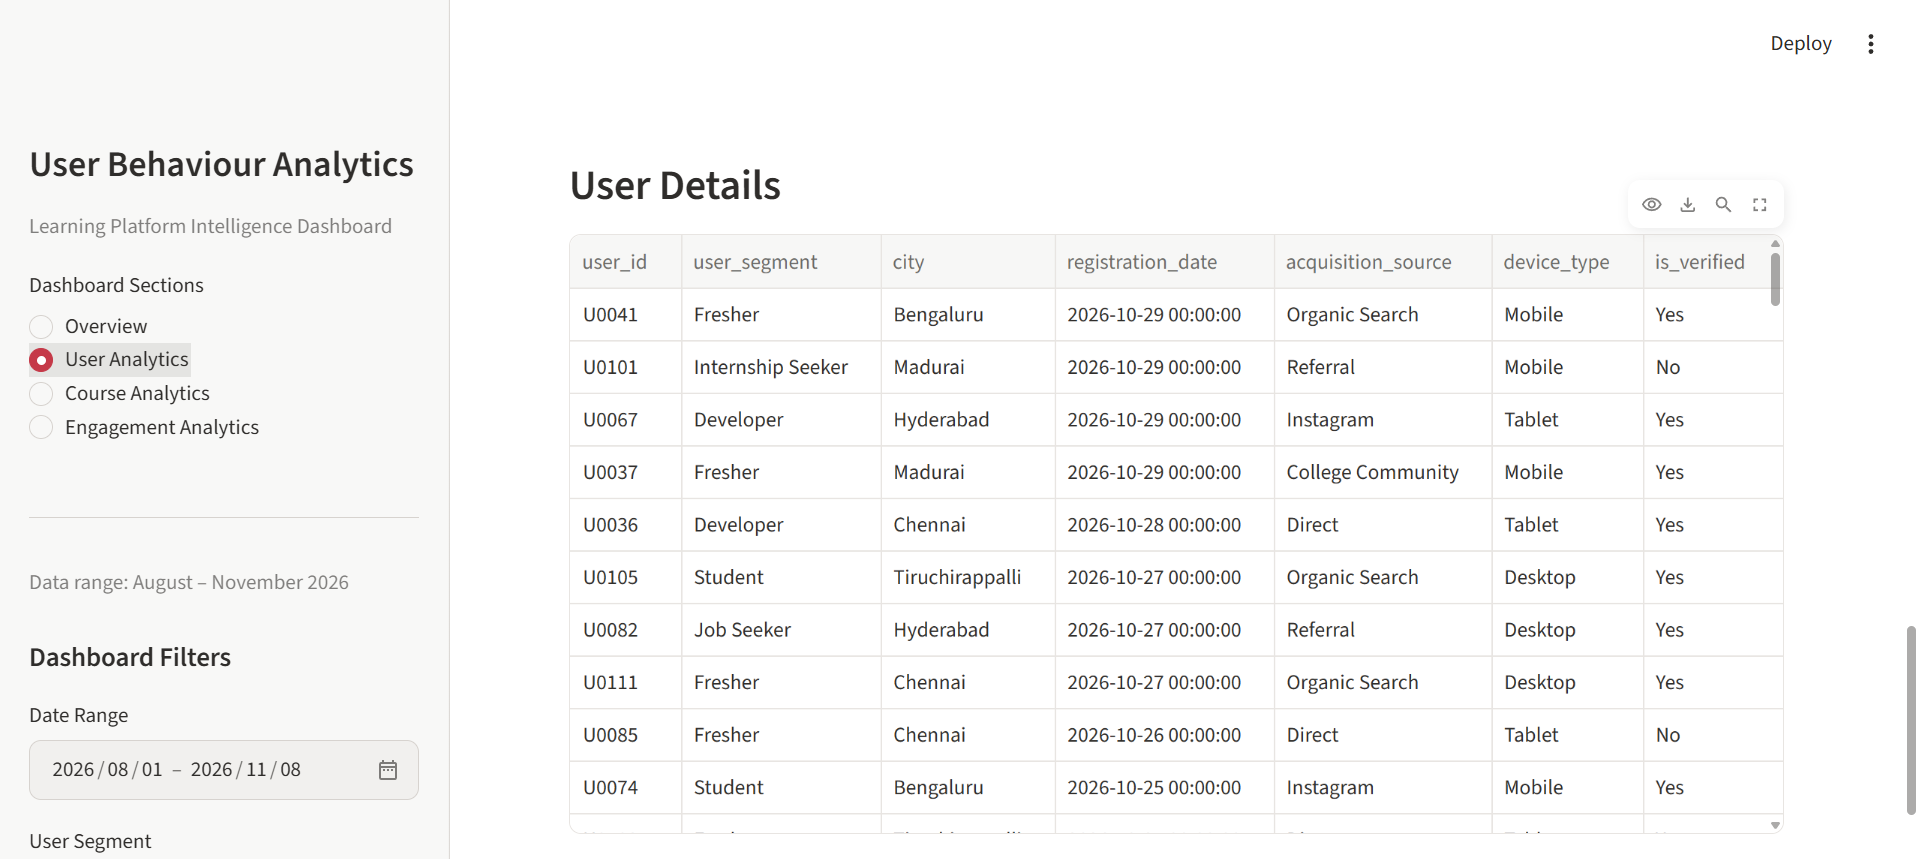 Deploy
User Behaviour Analytics
Learning Platform Intelligence Dashboard
Dashboard Sections
Overview
User Analytics
Course Analytics
Engagement Analytics
Data range: August – November 2026
Dashboard Filters
Date Range
2026/08/01 – 2026/11/08
User Segment
User Details
user_id user_segment city registration_date acquisition_source device_type is_verified
U0041 Fresher Bengaluru 2026-10-29 00:00:00 Organic Search Mobile Yes
U0101 Internship Seeker Madurai 2026-10-29 00:00:00 Referral Mobile No
U0067 Developer Hyderabad 2026-10-29 00:00:00 Instagram Tablet Yes
U0037 Fresher Madurai 2026-10-29 00:00:00 College Community Mobile Yes
U0036 Developer Chennai 2026-10-28 00:00:00 Direct Tablet Yes
U0105 Student Tiruchirappalli 2026-10-27 00:00:00 Organic Search Desktop Yes
U0082 Job Seeker Hyderabad 2026-10-27 00:00:00 Referral Desktop Yes
U0111 Fresher Chennai 2026-10-27 00:00:00 Organic Search Desktop Yes
U0085 Fresher Chennai 2026-10-26 00:00:00 Direct Tablet No
U0074 Student Bengaluru 2026-10-25 00:00:00 Instagram Mobile Yes